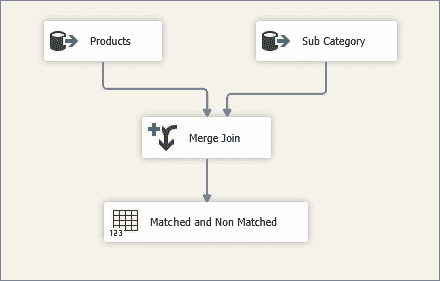 Products
Sub Category
Merge Join
Matched and Non Matched
123